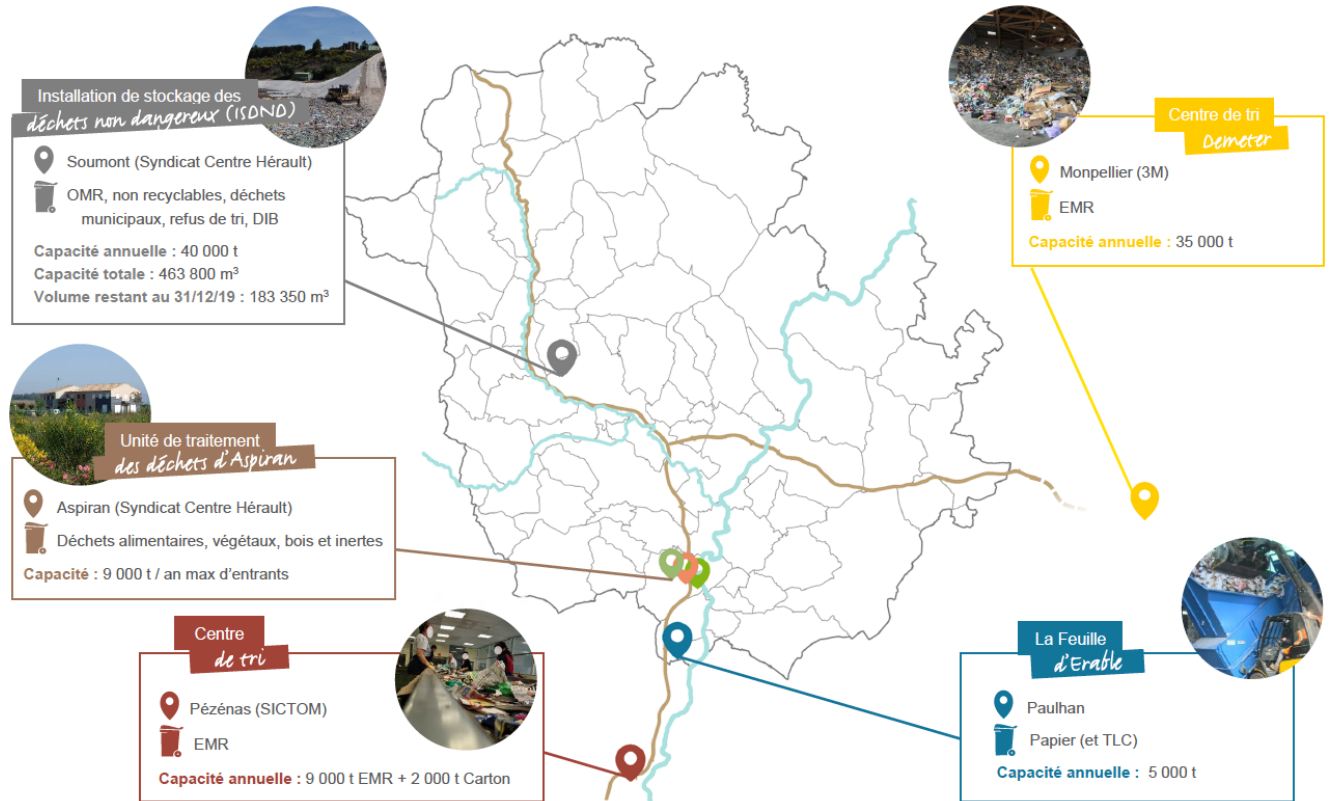 Installation de stockage des
déchets non dangereux (ISDND)
Soumont (Syndicat Centre Hérault)
OMR, non recyclables, déchets
municipaux, refus de tri, DIB
Capacité annuelle : 40 000 t
Capacité totale : 463 800 m³
Volume restant au 31/12/19 : 183 350 m³
Centre de tri
Demeter
Monpellier (3M)
EMR
Capacité annuelle : 35 000 t
Unité de traitement
des déchets d'Aspiran
Aspiran (Syndicat Centre Hérault)
Déchets alimentaires, végétaux, bois et inertes
Capacité : 9 000 t / an max d'entrants
Centre
de tri
Pézénas (SICTOM)
EMR
Capacité annuelle : 9 000 t EMR + 2 000 t Carton
La Feuille
d'Erable
Paulhan
Papier (et TLC)
Capacité annuelle : 5 000 t